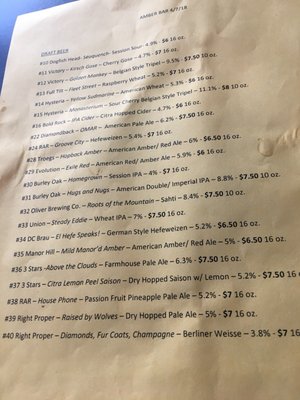 AMBER BAR 4/7/18
DRAFT BEER
#10 Dogfish Head- Seaquench- Session Sour- 4.9% - $6 16 oz.
#11 Victory – Kirsch Gose – Cherry Gose – 4.7% - $7 16 oz.
#12 Victory – Golden Monkey – Belgian Style Tripel – 9.5% - $7.50 10 oz.
#13 Full Tilt – Fleet Street – Raspberry Wheat – 5.2% - $7 16 oz.
#14 Hysteria – Yellow Submarine – American Wheat – 5.3% - $6 16 oz.
#15 Hysteria – Momentorium – Sour Cherry Belgian Style Tripel – 11.1% - $8 10 oz.
#16 Bold Rock – IPA Cider – Citra Hopped Cider – 4.7% - $6 16 oz.
#22 Diamondback – OMAR – American Pale Ale – 6.2% - $7.50 16oz.
#24 RAR – Groove City – Hefeweizen – 5.4% - $7 16 oz.
#28 Troegs – Hopback Amber – American Amber/ Red Ale – 6% - $6.50 16 oz.
#29 Evolution – Exile Red – American Red/ Amber Ale – 5.9% - $6 16 oz.
#30 Burley Oak – Homegrown – Session IPA – 4% - $7 16 oz.
#31 Burley Oak – Hugs and Nugs – American Double/ Imperial IPA – 8.8% - $7.50 10 oz.
#32 Oliver Brewing Co. – Roots of the Mountain – Sahti – 8.4% - $7.50 10 oz.
#33 Union – Steady Eddie – Wheat IPA – 7% - $7.50 16 oz.
#34 DC Brau – El Hefe Speaks! – German Style Hefeweizen – 5.2% - $6.50 16 oz.
#35 Manor Hill – Mild Manor'd Amber – American Amber/ Red Ale – 5% - $6.50 16 oz.
#36 3 Stars -Above the Clouds – Farmhouse Pale Ale – 6.3% - $7.50 16 oz.
#37 3 Stars – Citra Lemon Peel Saison – Dry Hopped Saison w/ Lemon – 5.2% - $7.50 16 oz.
#38 RAR – House Phone – Passion Fruit Pineapple Pale Ale – 5.2% - $7 16 oz.
#39 Right Proper – Raised by Wolves – Dry Hopped Pale Ale – 5% - $7 16 oz.
#40 Right Proper – Diamonds, Fur Coats, Champagne – Berliner Weisse – 3.8% - $7 16